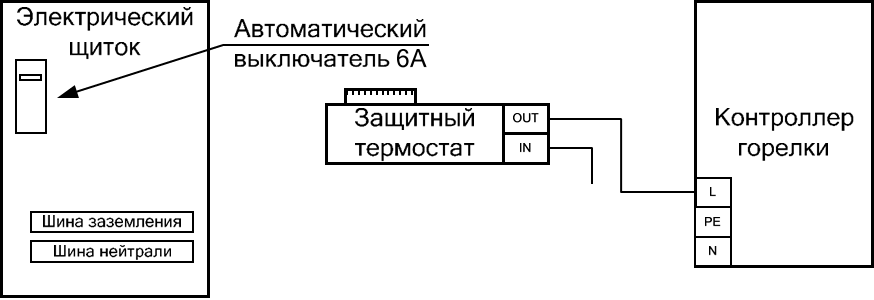 Электрический
щиток
Автоматический
выключатель 6А
Защитный
термостат
OUT
IN
Контроллер
горелки
L
PE
N
Шина заземления
Шина нейтрали